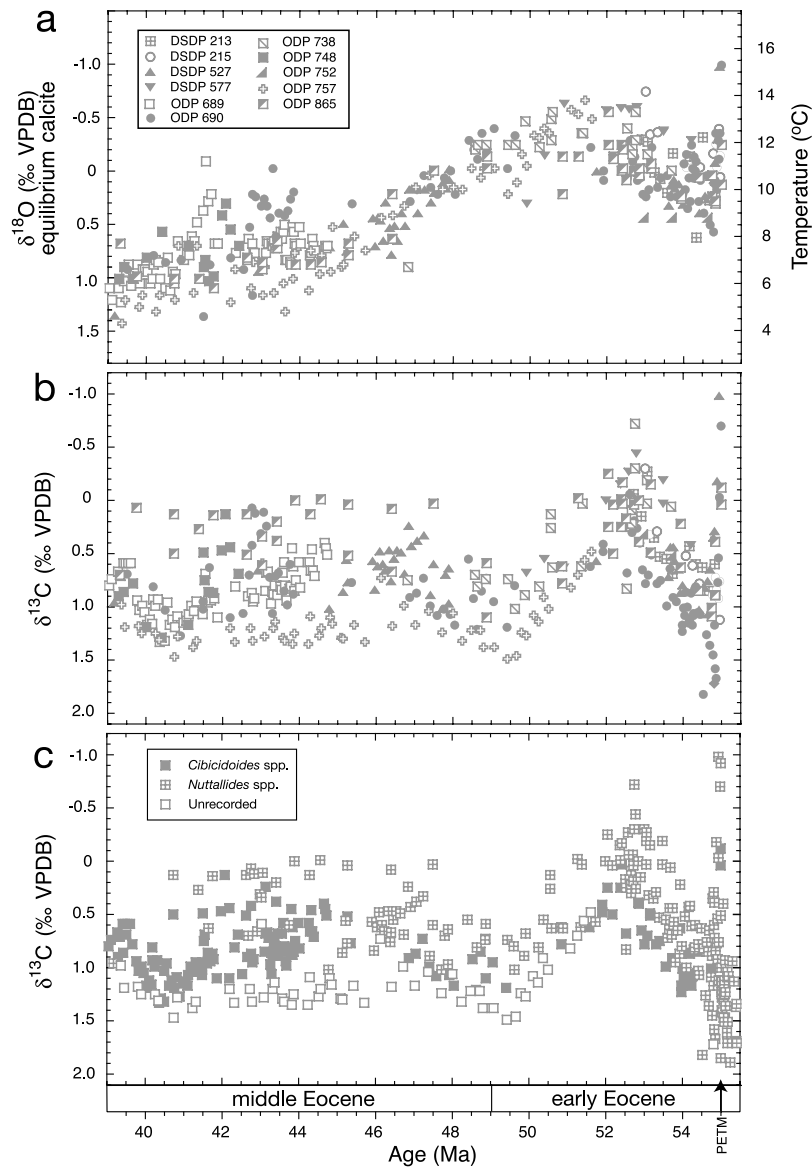 a
DSDP 213
DSDP 215
DSDP 527
DSDP 577
ODP 689
ODP 690
ODP 738
ODP 748
ODP 752
ODP 757
ODP 865
-1.0
-0.5
0
0.5
1.0
1.5
δ18O (‰ VPDB)
equilibrium calcite
16
14
12
10
8
6
4
Temperature (ºC)
b
-1.0
-0.5
0
0.5
1.0
1.5
2.0
δ13C (‰ VPDB)
c
Cibicidoides spp.
Nuttallides spp.
Unrecorded
-1.0
-0.5
0
0.5
1.0
1.5
2.0
δ13C (‰ VPDB)
middle Eocene
early Eocene
40
42
44
46
48
50
52
54
PETM
Age (Ma)